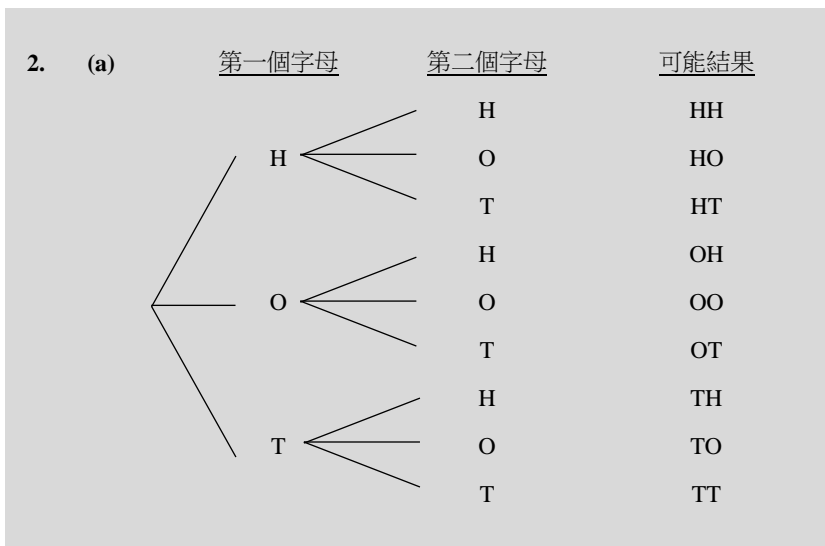 2. (a) 第一個字母 第二個字母 可能結果
H HH
H O HO
T HT
H OH
O O OO
T OT
H TH
T O TO
T TT